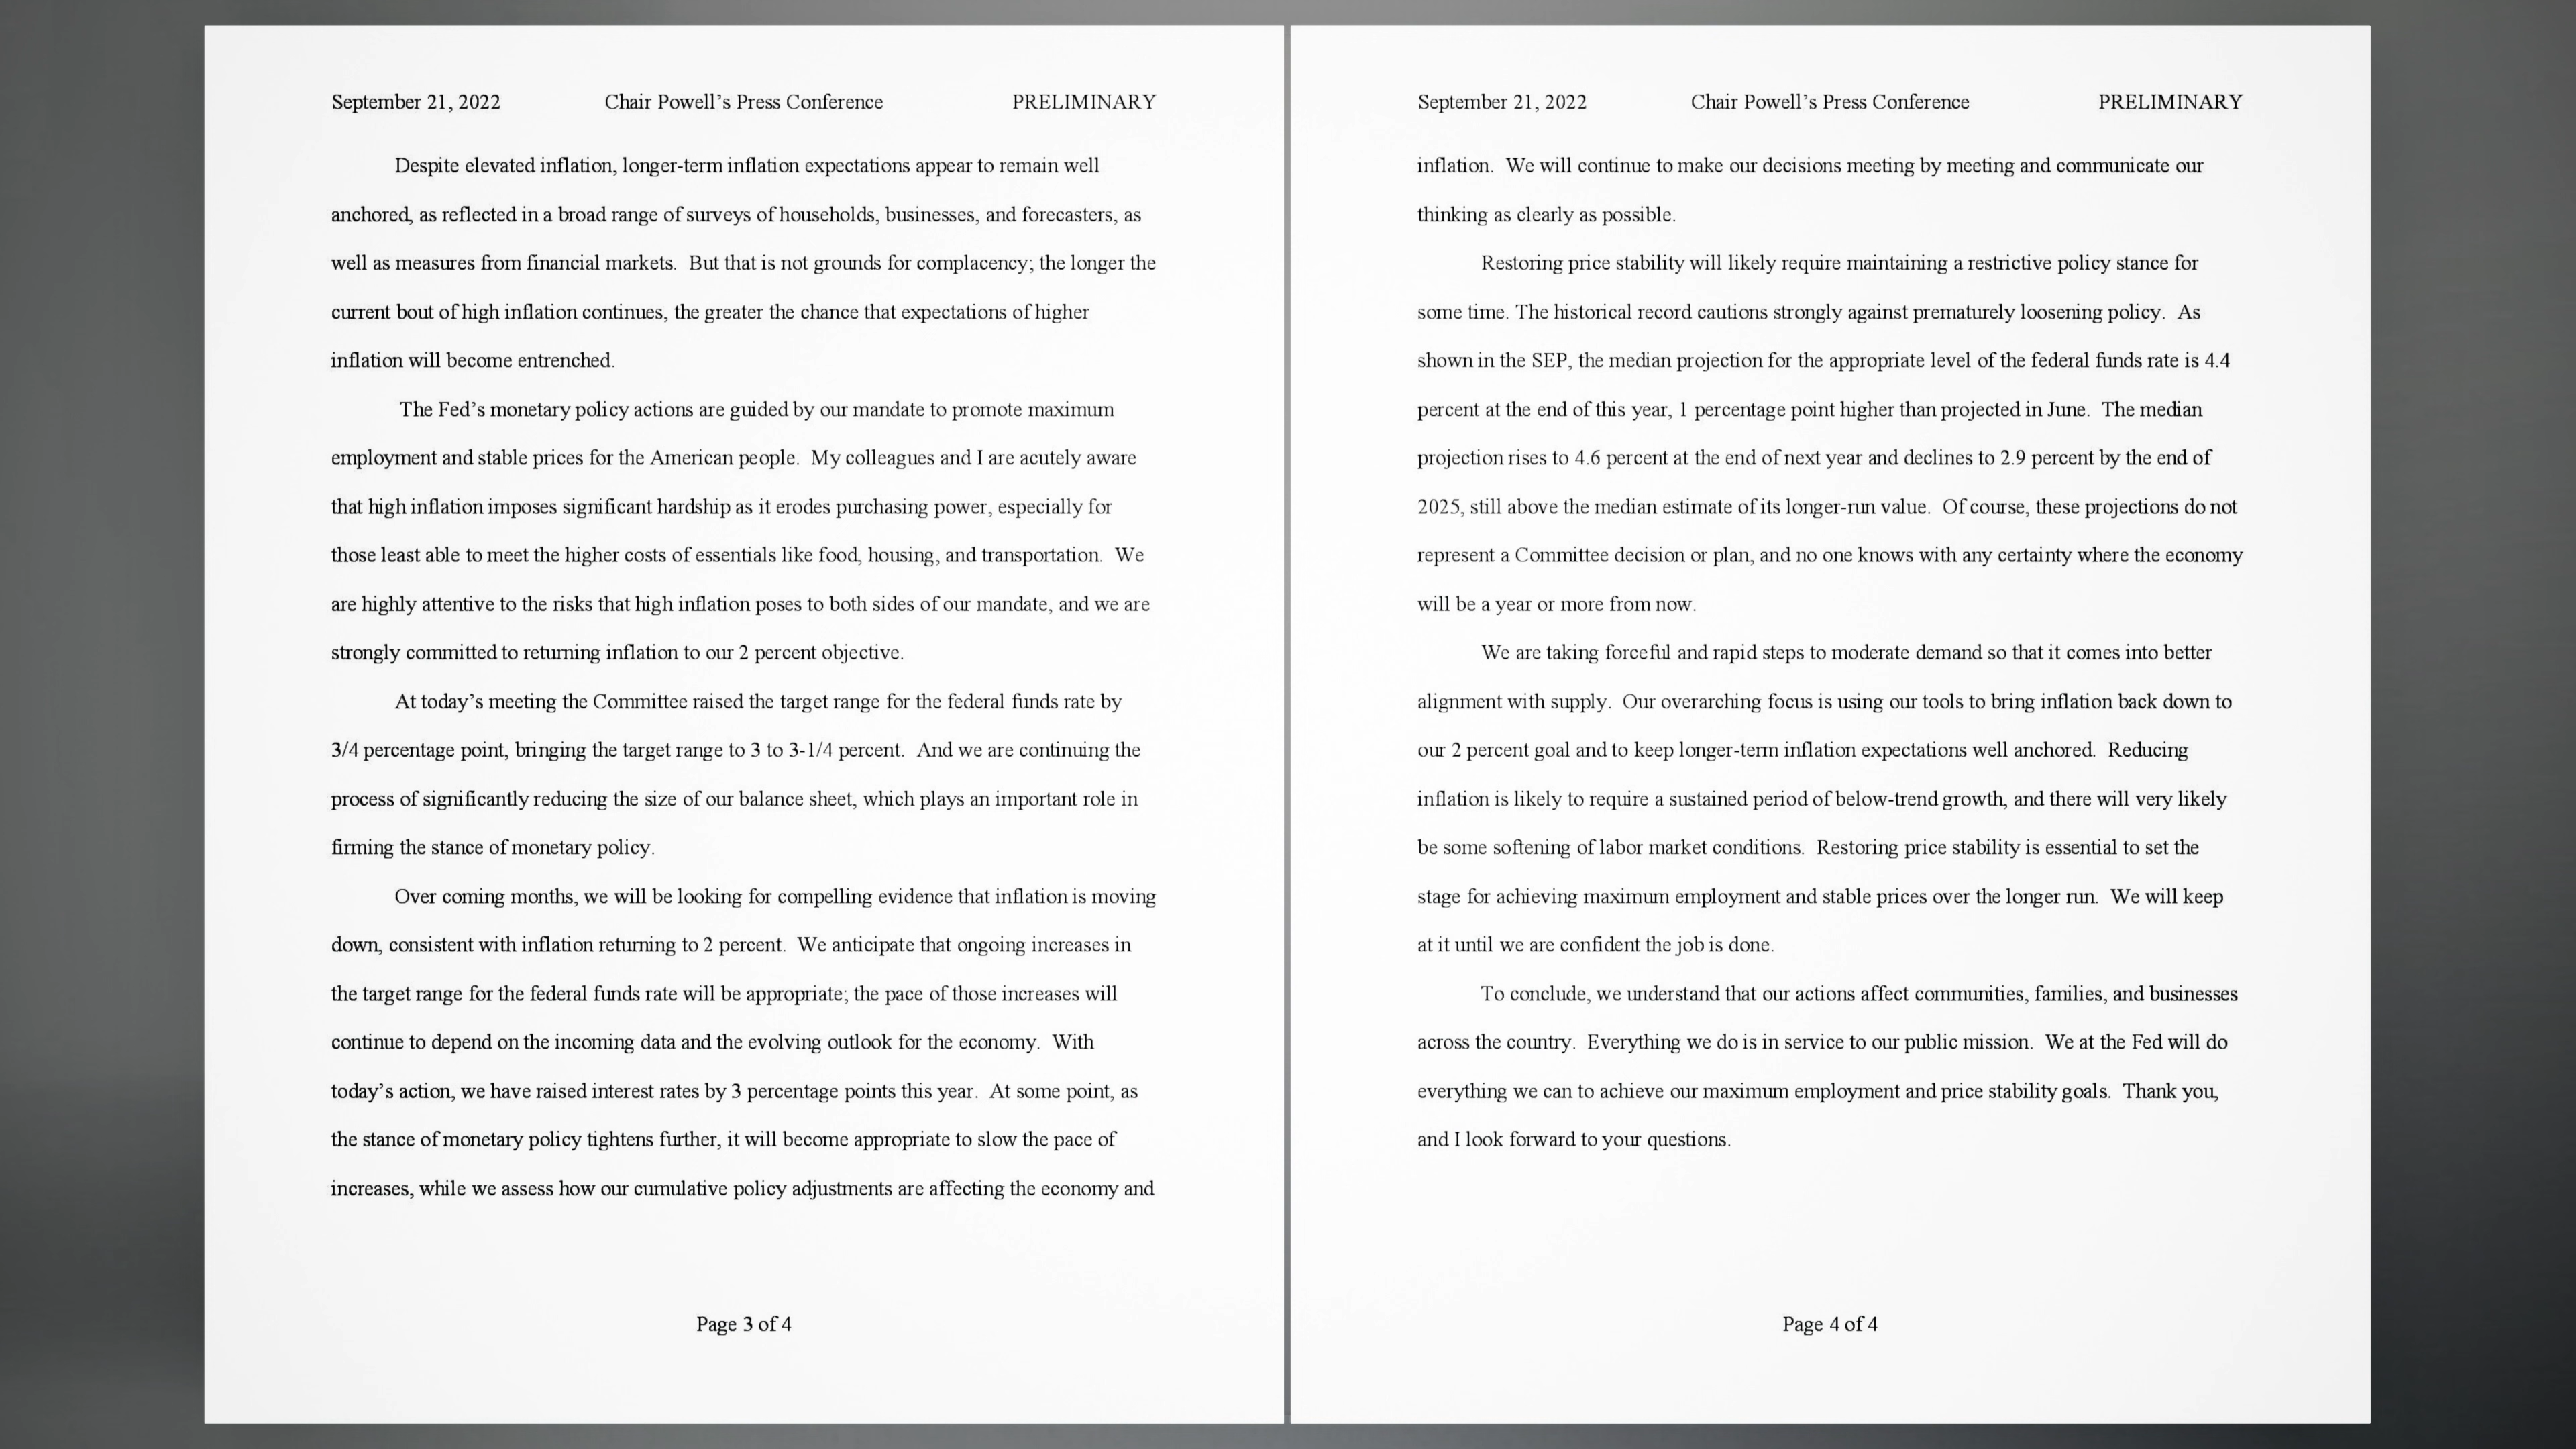 September 21, 2022 Chair Powell’s Press Conference PRELIMINARY
Despite elevated inflation, longer-term inflation expectations appear to remain well
anchored, as reflected in a broad range of surveys of households, businesses, and forecasters, as
well as measures from financial markets.  But that is not grounds for complacency; the longer the
current bout of high inflation continues, the greater the chance that expectations of higher
inflation will become entrenched.
The Fed’s monetary policy actions are guided by our mandate to promote maximum
employment and stable prices for the American people.  My colleagues and I are acutely aware
that high inflation imposes significant hardship as it erodes purchasing power, especially for
those least able to meet the higher costs of essentials like food, housing, and transportation.  We
are highly attentive to the risks that high inflation poses to both sides of our mandate, and we are
strongly committed to returning inflation to our 2 percent objective.
At today’s meeting the Committee raised the target range for the federal funds rate by
3/4 percentage point, bringing the target range to 3 to 3-1/4 percent.  And we are continuing the
process of significantly reducing the size of our balance sheet, which plays an important role in
firming the stance of monetary policy.
Over coming months, we will be looking for compelling evidence that inflation is moving
down, consistent with inflation returning to 2 percent.  We anticipate that ongoing increases in
the target range for the federal funds rate will be appropriate; the pace of those increases will
continue to depend on the incoming data and the evolving outlook for the economy.  With
today’s action, we have raised interest rates by 3 percentage points this year.  At some point, as
the stance of monetary policy tightens further, it will become appropriate to slow the pace of
increases, while we assess how our cumulative policy adjustments are affecting the economy and
Page 3 of 4
September 21, 2022 Chair Powell’s Press Conference PRELIMINARY
inflation.  We will continue to make our decisions meeting by meeting and communicate our
thinking as clearly as possible.
Restoring price stability will likely require maintaining a restrictive policy stance for
some time. The historical record cautions strongly against prematurely loosening policy.  As
shown in the SEP, the median projection for the appropriate level of the federal funds rate is 4.4
percent at the end of this year, 1 percentage point higher than projected in June.  The median
projection rises to 4.6 percent at the end of next year and declines to 2.9 percent by the end of
2025, still above the median estimate of its longer-run value.  Of course, these projections do not
represent a Committee decision or plan, and no one knows with any certainty where the economy
will be a year or more from now.
We are taking forceful and rapid steps to moderate demand so that it comes into better
alignment with supply.  Our overarching focus is using our tools to bring inflation back down to
our 2 percent goal and to keep longer-term inflation expectations well anchored.  Reducing
inflation is likely to require a sustained period of below-trend growth, and there will very likely
be some softening of labor market conditions.  Restoring price stability is essential to set the
stage for achieving maximum employment and stable prices over the longer run.  We will keep
at it until we are confident the job is done.
To conclude, we understand that our actions affect communities, families, and businesses
across the country.  Everything we do is in service to our public mission.  We at the Fed will do
everything we can to achieve our maximum employment and price stability goals.  Thank you,
and I look forward to your questions.
Page 4 of 4